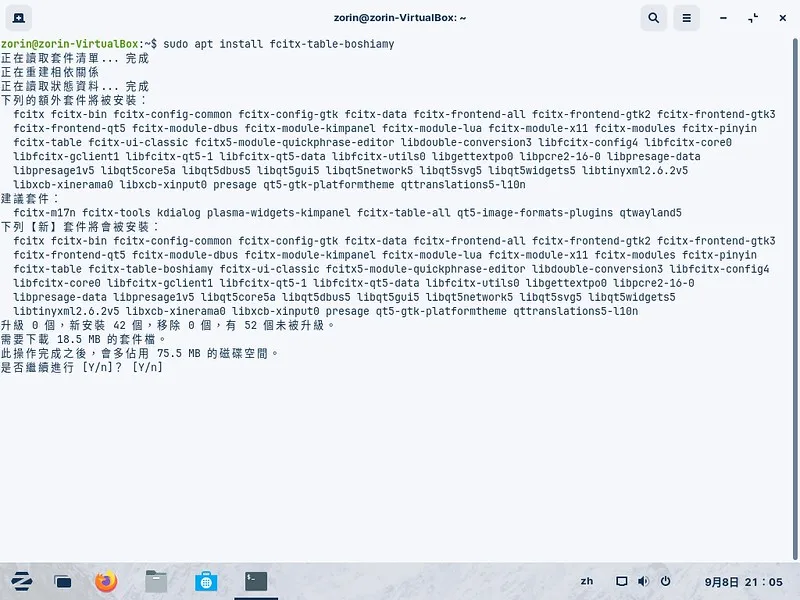 zorin@zorin-VirtualBox: ~
zorin@zorin-VirtualBox:~$ sudo apt install fcitx-table-boshiamy
正在讀取套件清單... 完成
正在重建相依關係
正在讀取狀態資料... 完成
下列的額外套件將被安裝：
fcitx fcitx-bin fcitx-config-common fcitx-config-gtk fcitx-data fcitx-frontend-all fcitx-frontend-gtk2 fcitx-frontend-gtk3
fcitx-frontend-qt5 fcitx-module-dbus fcitx-module-kimpanel fcitx-module-lua fcitx-module-x11 fcitx-modules fcitx-pinyin
fcitx-table fcitx-ui-classic fcitx5-module-quickphrase-editor libdouble-conversion3 libfcitx-config4 libfcitx-core0
libfcitx-gclient1 libfcitx-qt5-1 libfcitx-qt5-data libfcitx-utils0 libgettextpo0 libpcre2-16-0 libpresage-data
libpresage1v5 libqt5core5a libqt5dbus5 libqt5gui5 libqt5network5 libqt5svg5 libqt5widgets5 libtinyxml2.6.2v5
libxcb-xinerama0 libxcb-xinput0 presage qt5-gtk-platformtheme qttranslations5-l10n
建議套件：
fcitx-m17n fcitx-tools kdialog plasma-widgets-kimpanel fcitx-table-all qt5-image-formats-plugins qtwayland5
下列【新】套件將會被安裝：
fcitx fcitx-bin fcitx-config-common fcitx-config-gtk fcitx-data fcitx-frontend-all fcitx-frontend-gtk2 fcitx-frontend-gtk3
fcitx-frontend-qt5 fcitx-module-dbus fcitx-module-kimpanel fcitx-module-lua fcitx-module-x11 fcitx-modules fcitx-pinyin
fcitx-table fcitx-table-boshiamy fcitx-ui-classic fcitx5-module-quickphrase-editor libdouble-conversion3 libfcitx-config4
libfcitx-core0 libfcitx-gclient1 libfcitx-qt5-1 libfcitx-qt5-data libfcitx-utils0 libgettextpo0 libpcre2-16-0
libpresage-data libpresage1v5 libqt5core5a libqt5dbus5 libqt5gui5 libqt5network5 libqt5svg5 libqt5widgets5
libtinyxml2.6.2v5 libxcb-xinerama0 libxcb-xinput0 presage qt5-gtk-platformtheme qttranslations5-l10n
升級 0 個，新安裝 42 個，移除 0 個，有 52 個未被升級。
需要下載 18.5 MB 的套件檔。
此操作完成之後，會多佔用 75.5 MB 的磁碟空間。
是否繼續進行 [Y/n]？ [Y/n]
zh 9月8日 21：05